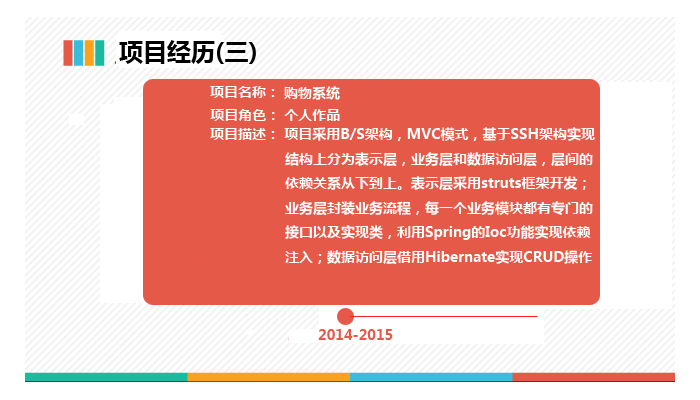 项目经历(三)
项目名称： 购物系统
项目角色： 个人作品
项目描述： 项目采用B/S架构，MVC模式，基于SSH架构实现
结构上分为表示层，业务层和数据访问层，层间的
依赖关系从下到上。表示层采用struts框架开发；
业务层封装业务流程，每一个业务模块都有专门的
接口以及实现类，利用Spring的Ioc功能实现依赖
注入；数据访问层借用Hibernate实现CRUD操作
2014-2015